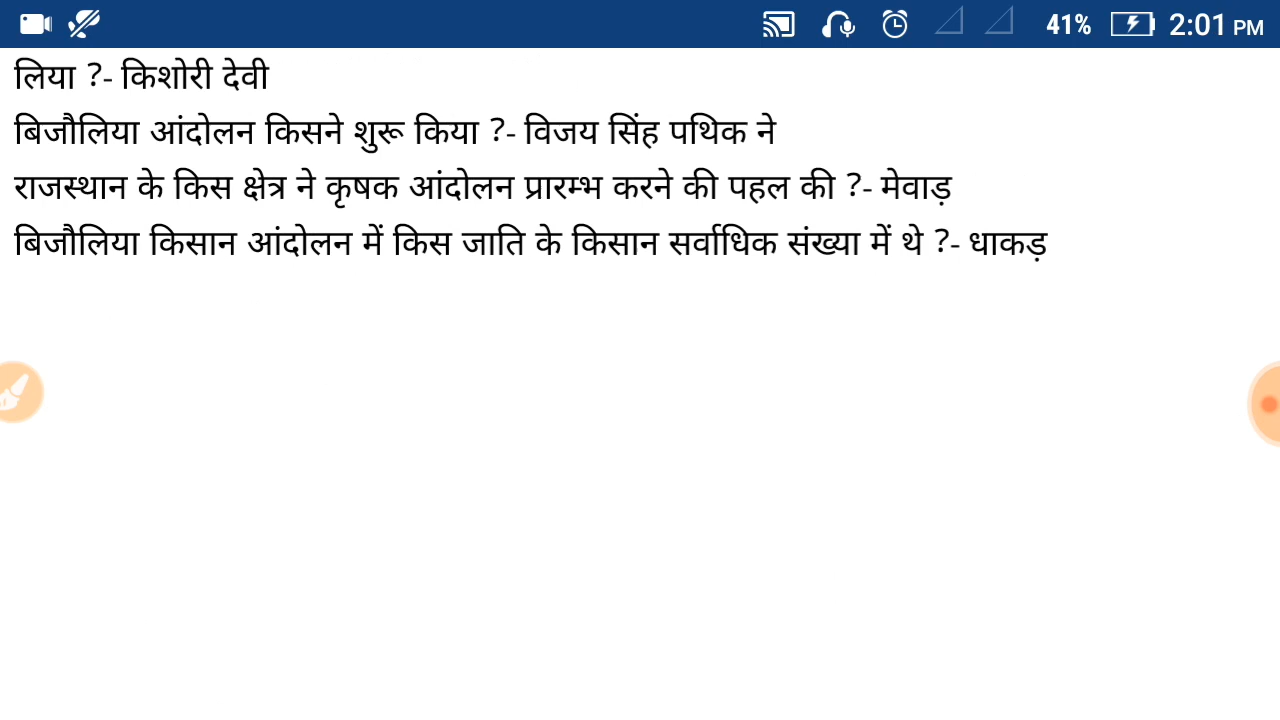 41% 2:01 PM
लिया ?- किशोरी देवी
बिजौलिया आंदोलन किसने शुरू किया ?- विजय सिंह पथिक ने
राजस्थान के किस क्षेत्र ने कृषक आंदोलन प्रारम्भ करने की पहल की ?- मेवाड़
बिजौलिया किसान आंदोलन में किस जाति के किसान सर्वाधिक संख्या में थे ?- धाकड़